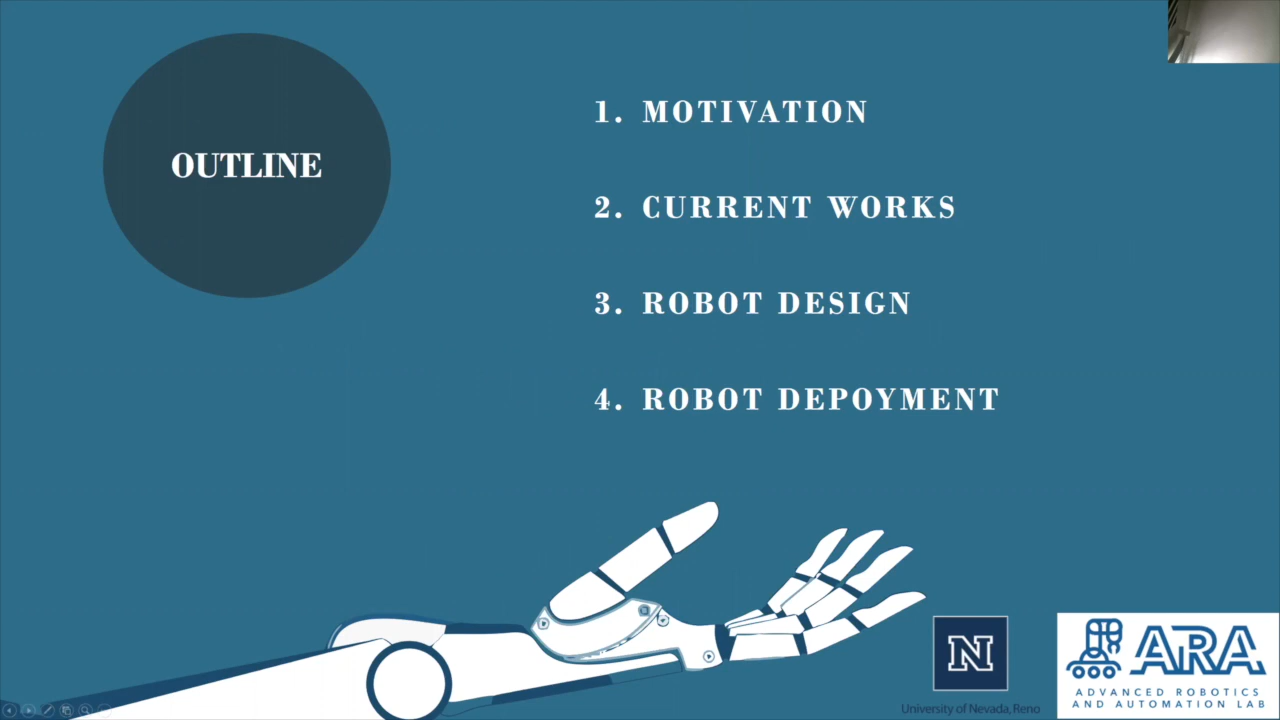 OUTLINE
1. MOTIVATION
2. CURRENT WORKS
3. ROBOT DESIGN
4. ROBOT DEPOYMENT
N
University of Nevada, Reno
ARA
ADVANCED ROBOTICS
AND AUTOMATION LAB